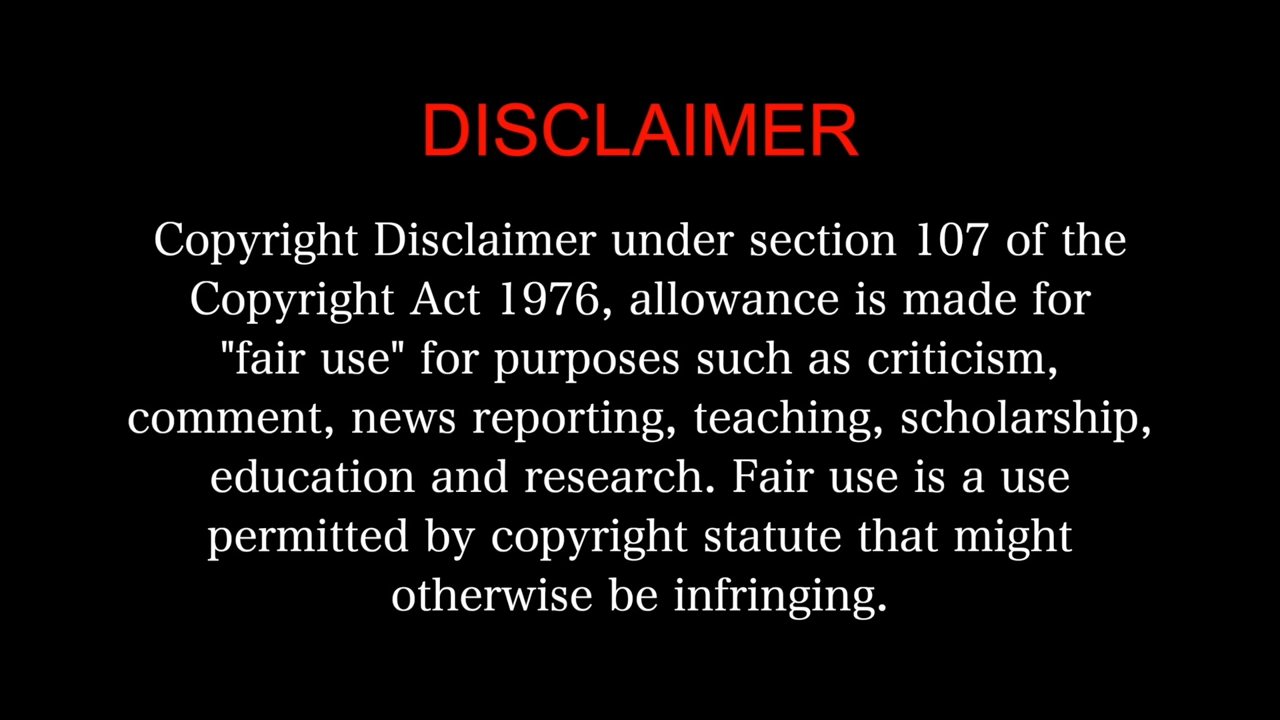 DISCLAIMER
Copyright Disclaimer under section 107 of the
Copyright Act 1976, allowance is made for
"fair use" for purposes such as criticism,
comment, news reporting, teaching, scholarship,
education and research. Fair use is a use
permitted by copyright statute that might
otherwise be infringing.